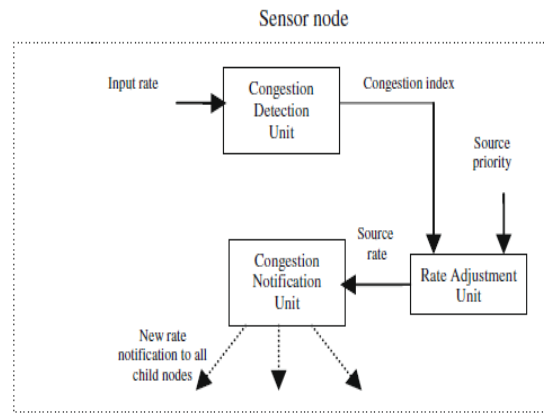 Sensor node
Input rate
Congestion
Detection
Unit
Congestion index
Source
priority
Source
rate
Congestion
Notification
Unit
Rate Adjustment
Unit
New rate
notification to all
child nodes